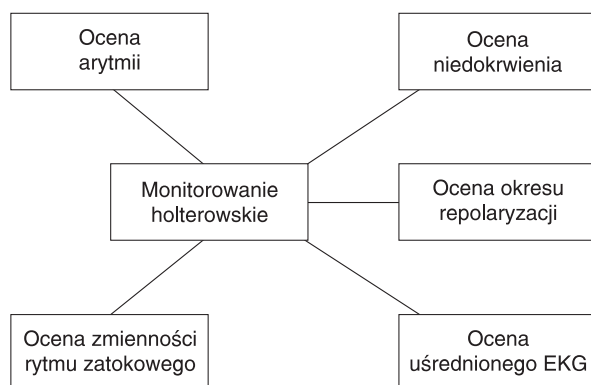 Ocena
arytmii
Ocena
niedokrwienia
Monitorowanie
holterowskie
Ocena okresu
repolaryzacji
Ocena zmienności
rytmu zatokowego
Ocena
uśrednionego EKG